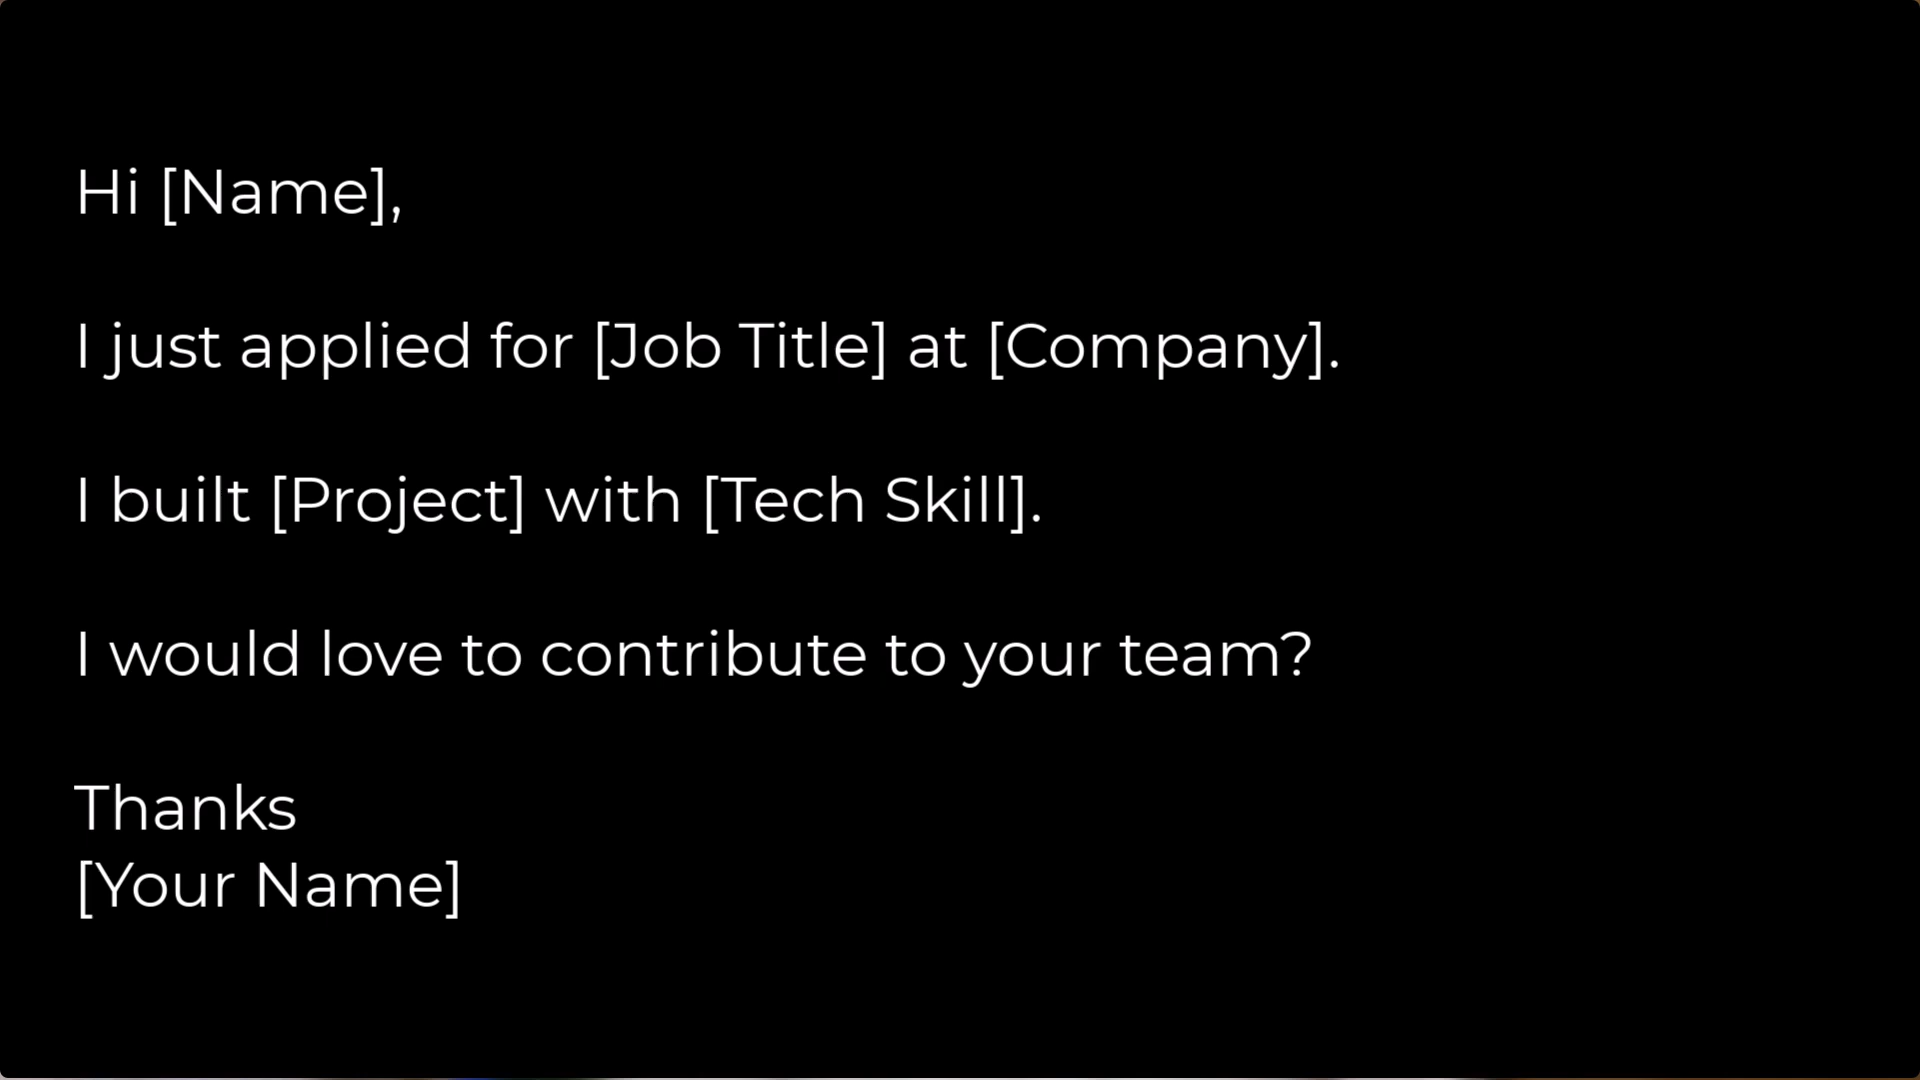 Hi [Name],
I just applied for [Job Title] at [Company].
I built [Project] with [Tech Skill].
I would love to contribute to your team?
Thanks
[Your Name]